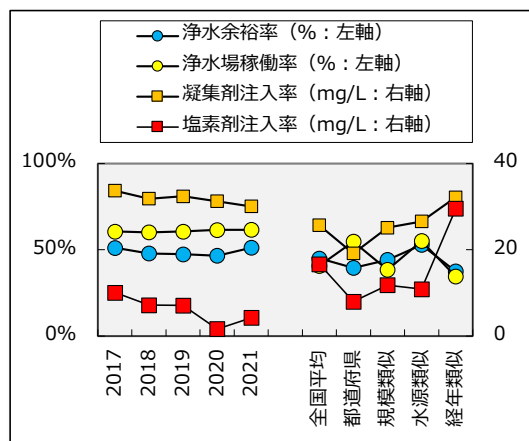 浄水余裕率（%：左軸）
浄水場稼働率（%：左軸）
凝集剤注入率（mg/L：右軸）
塩素剤注入率（mg/L：右軸）
100%
50%
0%
40
20
0
2017
2018
2019
2020
2021
全国平均
都道府県
規模類似
水源類似
経年類似